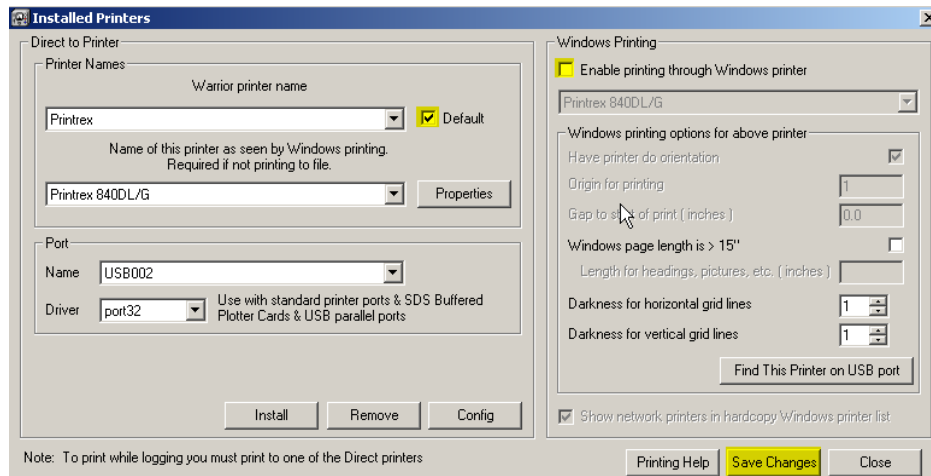 Installed Printers
Direct to Printer
Printer Names
Warrior printer name
Printrex
Default
Name of this printer as seen by Windows printing.
Required if not printing to file.
Printrex 840DL/G
Properties
Port
Name
USB002
Driver
port32
Use with standard printer ports & SDS Buffered
Plotter Cards & USB parallel ports
Install
Remove
Config
Note: To print while logging you must print to one of the Direct printers
Windows Printing
Enable printing through Windows printer
Printrex 840DL/G
Windows printing options for above printer
Have printer do orientation
Origin for printing
1
Gap to start of print ( inches )
0.0
Windows page length is > 15"
Length for headings, pictures, etc. ( inches )
Darkness for horizontal grid lines
1
Darkness for vertical grid lines
1
Find This Printer on USB port
Show network printers in hardcopy Windows printer list
Printing Help
Save Changes
Close